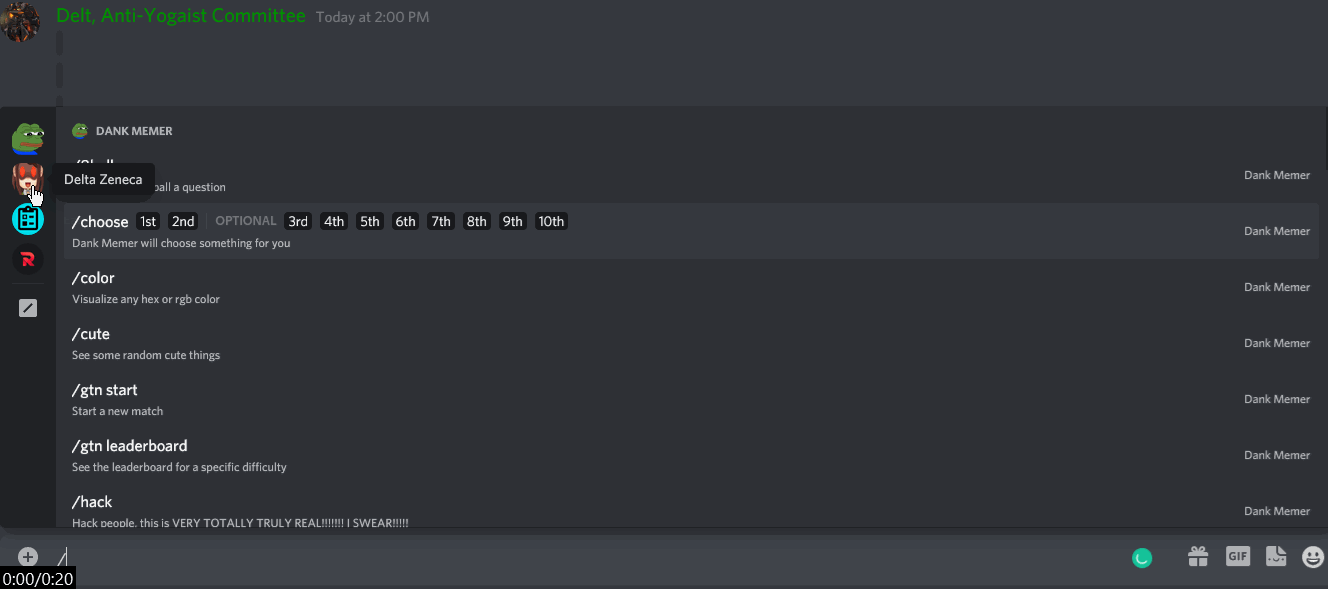 Delt, Anti-Yogaist Committee Today at 2:00 PM
DANK MEMER
Delta Zeneca
ball a question
Dank Memer
/choose 1st 2nd OPTIONAL 3rd 4th 5th 6th 7th 8th 9th 10th
Dank Memer will choose something for you
Dank Memer
/color
Visualize any hex or rgb color
Dank Memer
/cute
See some random cute things
Dank Memer
/gtn start
Start a new match
Dank Memer
/gtn leaderboard
See the leaderboard for a specific difficulty
Dank Memer
/hack
Hack people, this is VERY TOTALLY TRULY REAL!!!!!!! I SWEAR!!!!!
Dank Memer
/
GIF
0:00/0:20